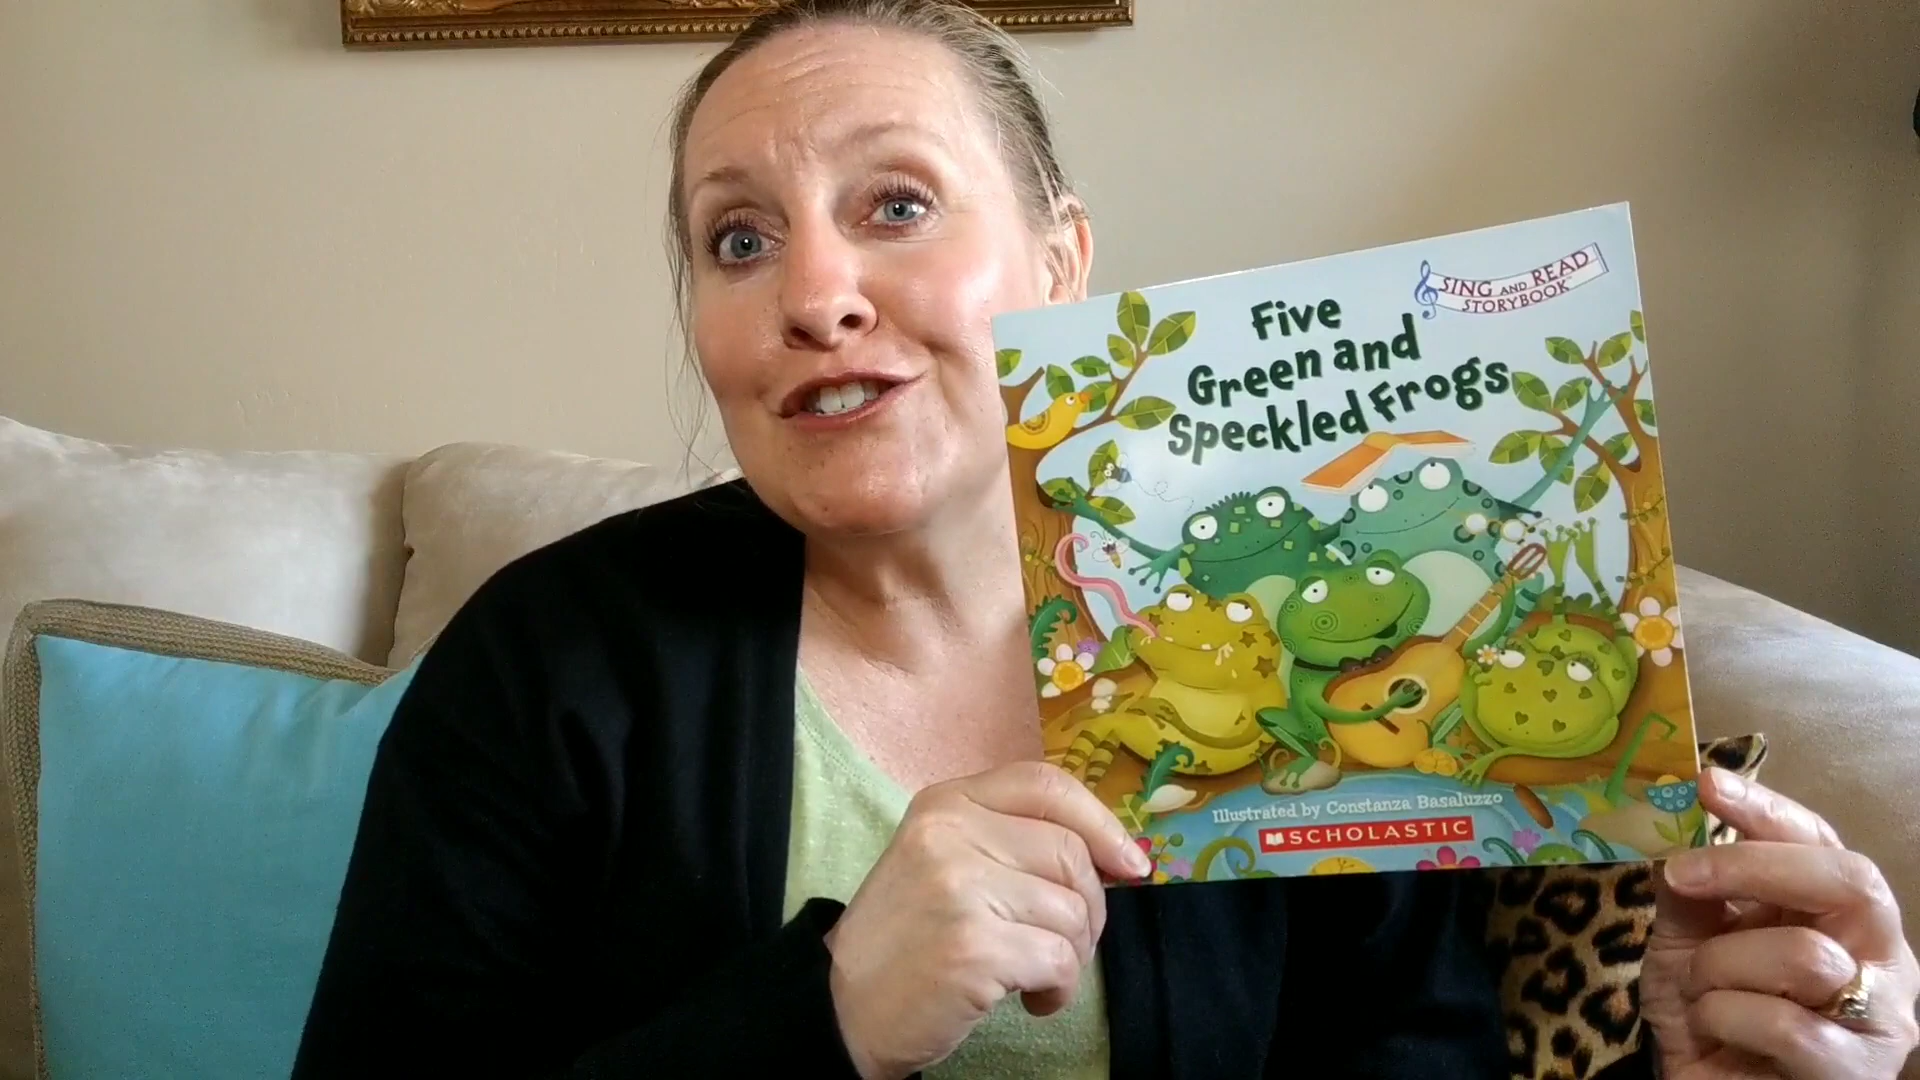 SING AND READ
STORYBOOK
Five
Green and
Speckled Frogs
Illustrated by Constanza Basaluzzo
SCHOLASTIC